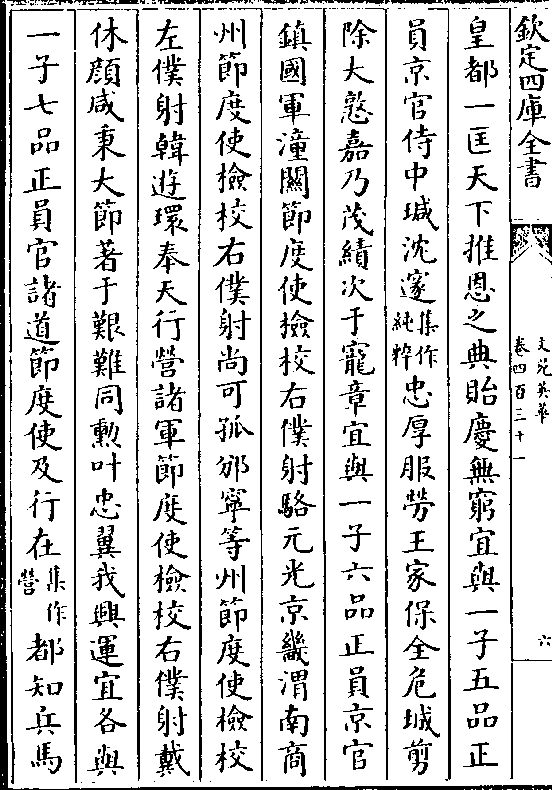 欽定四庫全書
文苑英華
卷四百三十一
六
皇都一匡天下推恩之典貽慶無窮宜與一子五品正
員京官侍中瑊沈邃集作純粹忠厚服勞王家保全危城剪
除大憝嘉乃茂績次于寵章宜與一子六品正員京官
鎮國軍潼關節度使撿校右僕射駱元光京畿渭南商
州節度使撿校右僕射尚可孤邠寧等州節度使檢校
左僕射韓遊環奉天行營諸軍節度使檢校右僕射戴
休顔咸秉大節著于艱難同勲叶忠翼我興運宜各與
一子七品正員官諸道節度使及行在集作營都知兵馬